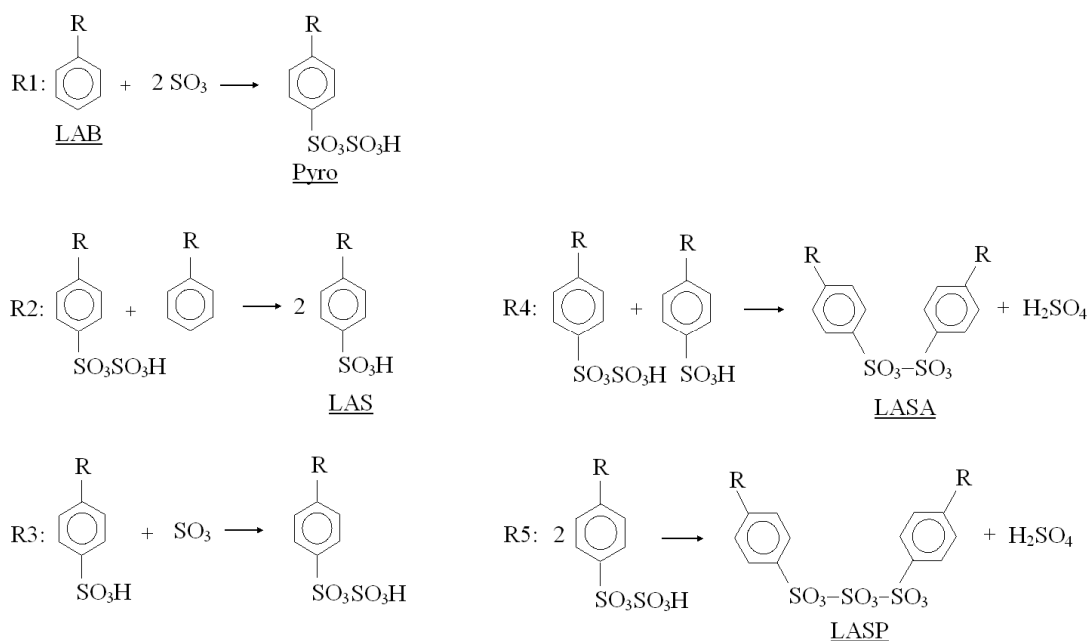 R
R1: + 2 SO₃ R
LAB SO₃SO₃H
Pyro
R R R
R2: + 2
SO₃SO₃H SO₃H
LAS
R R R R
R4: + + H₂SO₄
SO₃SO₃H SO₃H SO₃–SO₃
LASA
R R
R3: + SO₃
SO₃H SO₃SO₃H
R R R
R5: 2 + H₂SO₄
SO₃SO₃H SO₃–SO₃–SO₃
LASP